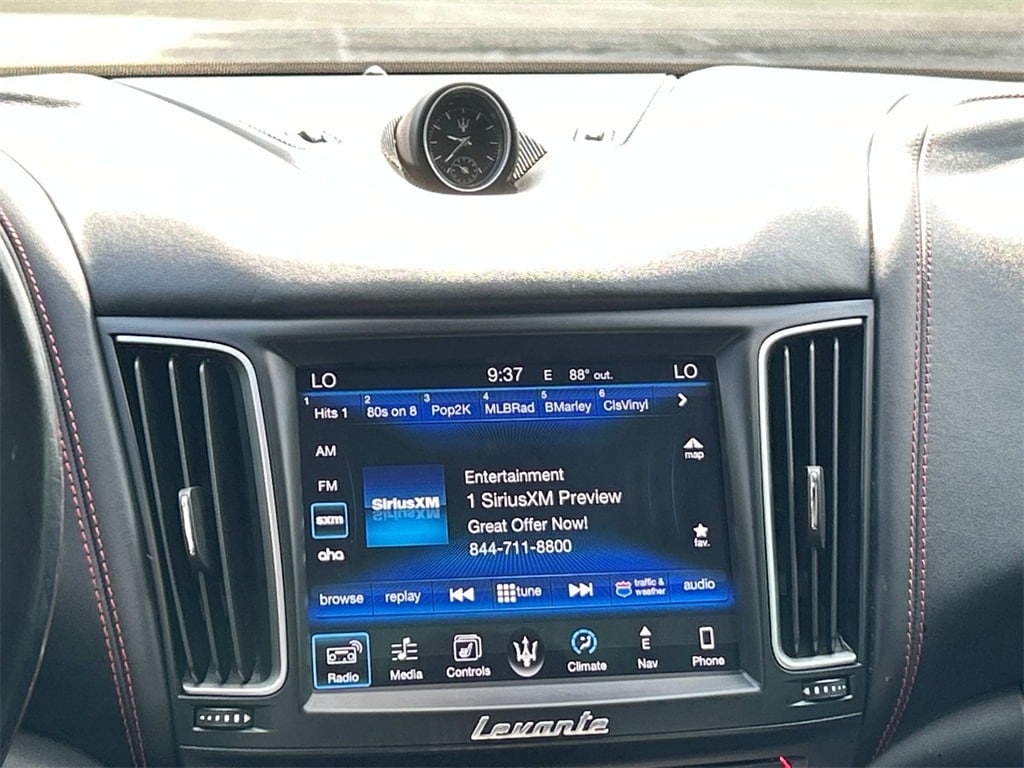 LO 9:37 E 88° out. LO
1 Hits 1 2 80s on 8 3 Pop2K 4 MLBRad 5 BMarley 6 ClsVinyl
AM
map
FM
SiriusXM
Entertainment
1 SiriusXM Preview
Great Offer Now!
844-711-8800
sxm
fav.
aha
browse replay tune traffic & weather audio
Radio Media Controls Climate E Nav Phone
Levante